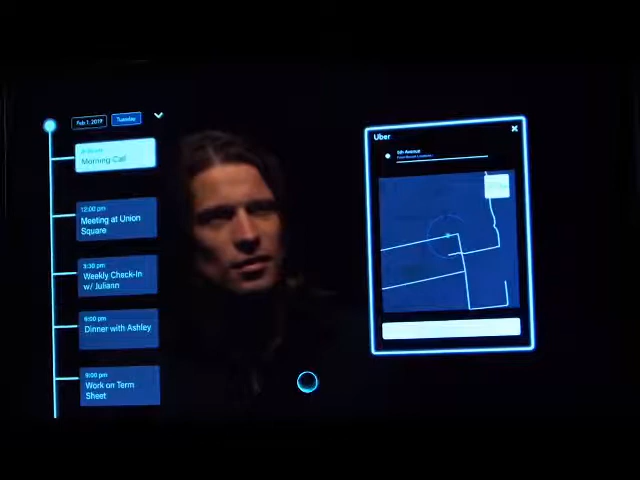 Feb 1, 2019
Tuesday
Morning Call
12:00 pm
Meeting at Union
Square
3:30 pm
Weekly Check-In
w/ Juliann
6:00 pm
Dinner with Ashley
9:00 pm
Work on Term
Sheet
Uber
5th Avenue